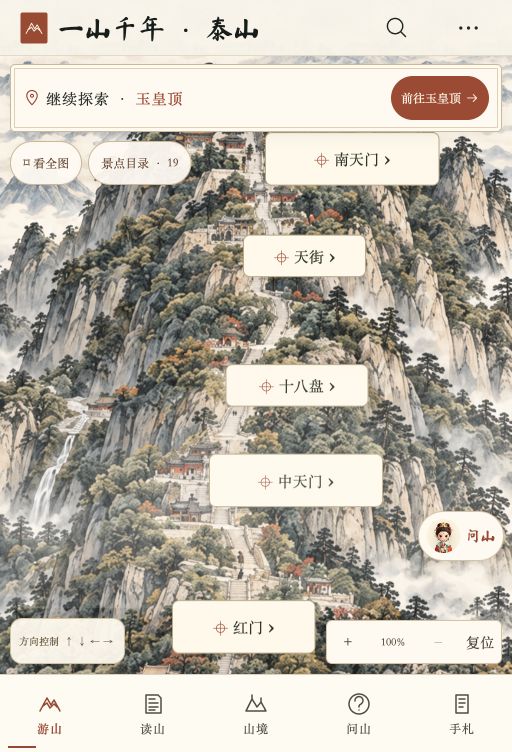 一山千年 · 泰山
继续探索 · 玉皇顶
前往玉皇顶 →
看全图
景点目录 · 19
南天门 ›
天街 ›
十八盘 ›
中天门 ›
问山
红门 ›
方向控制 ↑ ↓ ← →
+ 100% − 复位
游山
读山
山境
问山
手札